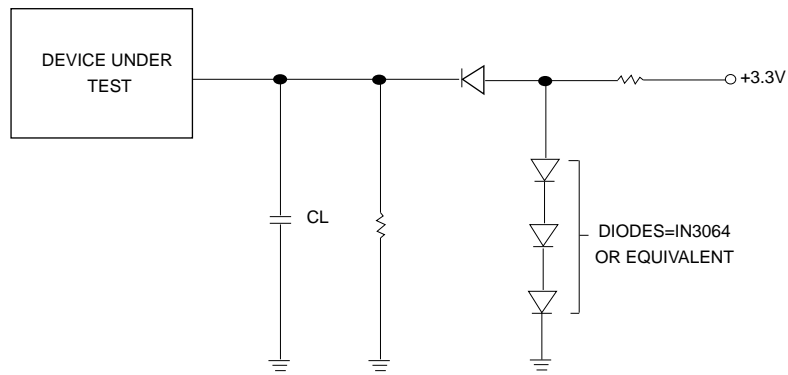 DEVICE UNDER
TEST
+3.3V
CL
DIODES=IN3064
OR EQUIVALENT